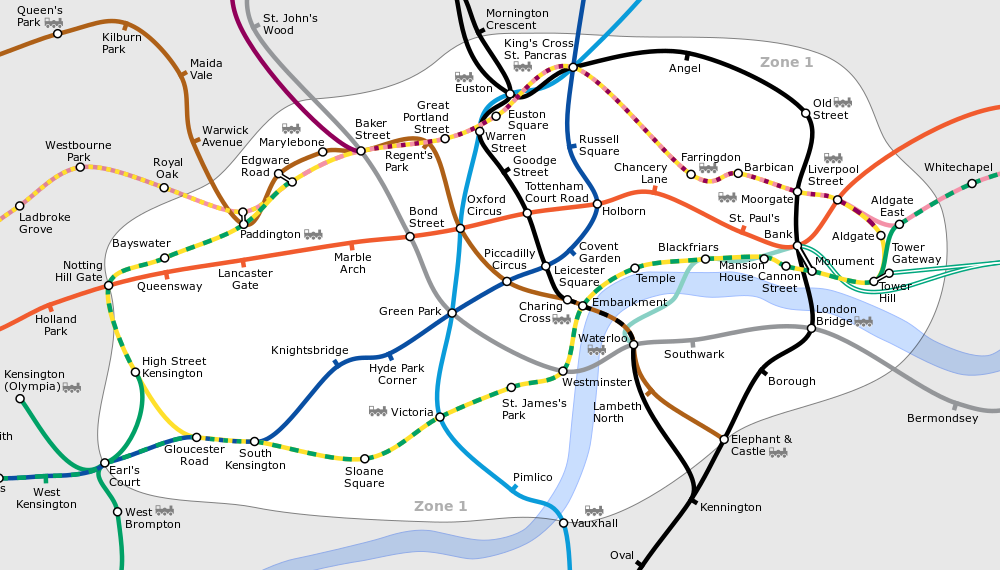 Queen's
Park
Kilburn
Park
Maida
Vale
Warwick
Avenue
St. John's
Wood
Mornington
Crescent
King's Cross
St. Pancras
Euston
Angel
Zone 1
Old
Street
Westbourne
Park
Royal
Oak
Ladbroke
Grove
Edgware
Road
Marylebone
Baker
Street
Great
Portland
Street
Regent's
Park
Euston
Square
Warren
Street
Goodge
Street
Russell
Square
Chancery
Lane
Farringdon
Barbican
Moorgate
Liverpool
Street
Whitechapel
Aldgate
East
Aldgate
Paddington
Bayswater
Notting
Hill Gate
Queensway
Lancaster
Gate
Marble
Arch
Bond
Street
Oxford
Circus
Tottenham
Court Road
Holborn
St. Paul's
Bank
Tower
Gateway
Tower
Hill
Monument
Holland
Park
Green Park
Piccadilly
Circus
Covent
Garden
Leicester
Square
Charing
Cross
Embankment
Temple
Blackfriars
Mansion
House
Cannon
Street
London
Bridge
Waterloo
Southwark
Bermondsey
High Street
Kensington
Kensington
(Olympia)
Knightsbridge
Hyde Park
Corner
Victoria
St. James's
Park
Westminster
Lambeth
North
Borough
Elephant &
Castle
ith
s
West
Kensington
Earl's
Court
Gloucester
Road
South
Kensington
Sloane
Square
Pimlico
Vauxhall
Kennington
Oval
West
Brompton
Zone 1